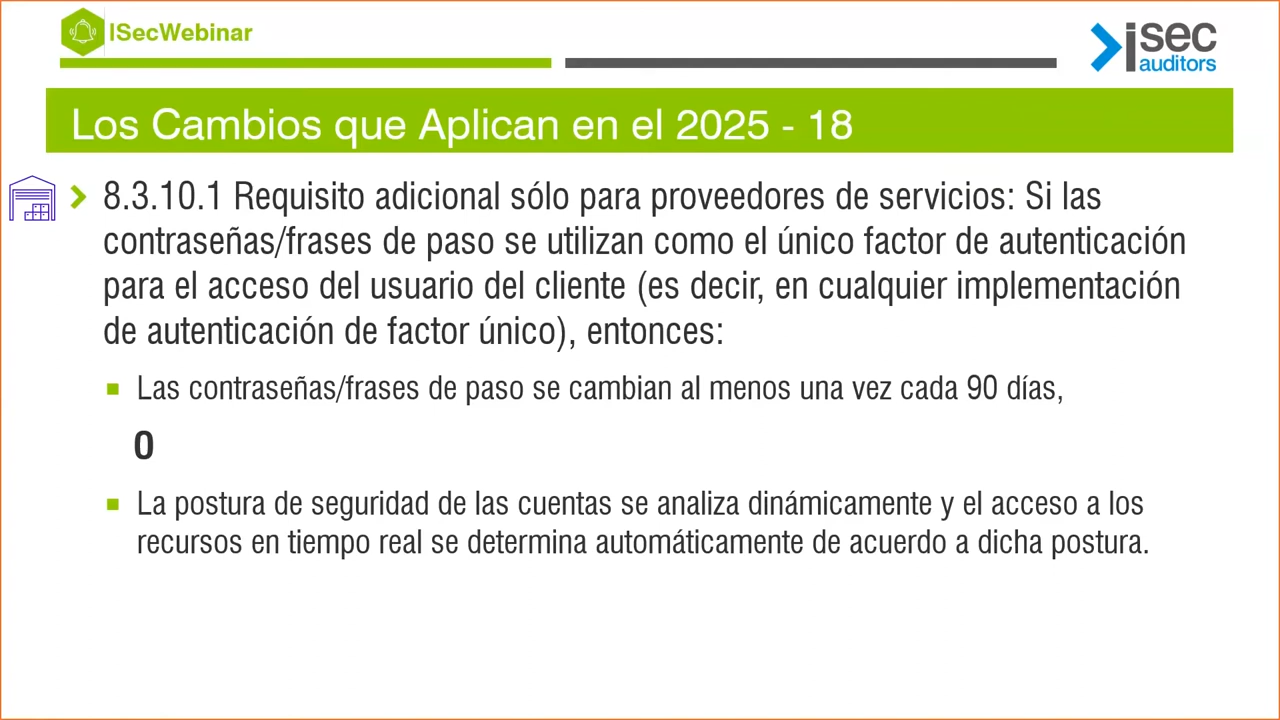 ISecWebinar
isec
auditors
Los Cambios que Aplican en el 2025 - 18
8.3.10.1 Requisito adicional sólo para proveedores de servicios: Si las
contraseñas/frases de paso se utilizan como el único factor de autenticación
para el acceso del usuario del cliente (es decir, en cualquier implementación
de autenticación de factor único), entonces:
Las contraseñas/frases de paso se cambian al menos una vez cada 90 días,
O
La postura de seguridad de las cuentas se analiza dinámicamente y el acceso a los
recursos en tiempo real se determina automáticamente de acuerdo a dicha postura.